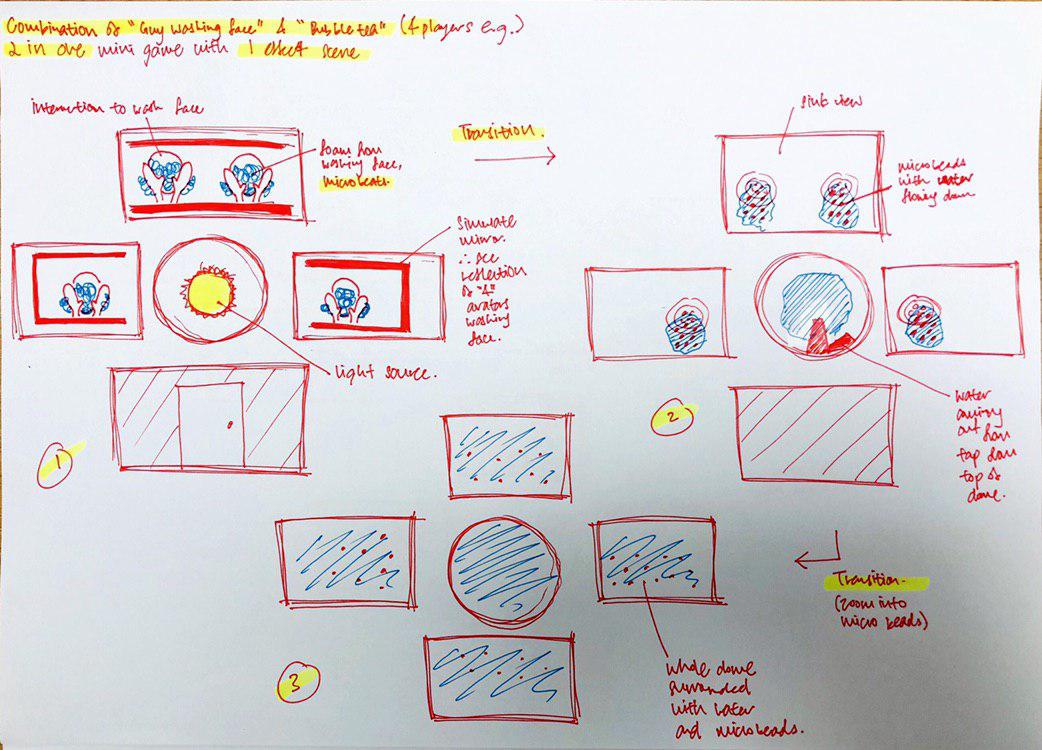 Combination of "Guy washing face" & "Bubble tea" (4 players e.g.)
2 in one mini game with 1 effect scene
interaction to wash face
foam from
washing face,
microbeats.
Transition.
sink view
microbeads
with water
flowing down
simulate
mirror.
∴ see
reflection
of "4"
avatars
washing
face.
light source.
1
2
water
coming
out from
tap from
top of
dome.
Transition.
(zoom into
micro beads)
3
whole dome
surrounded
with water
and microbeads.